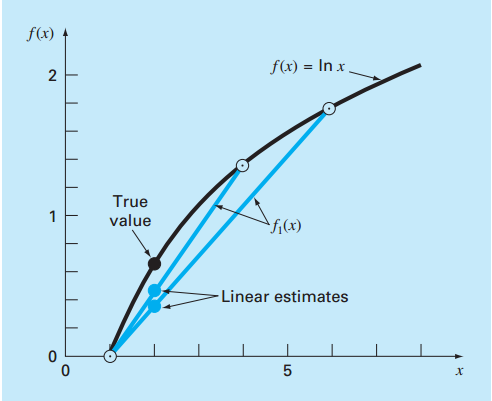 f(x)
f(x) = ln x
2
True
value
1
f₁(x)
Linear estimates
0
0
5
x